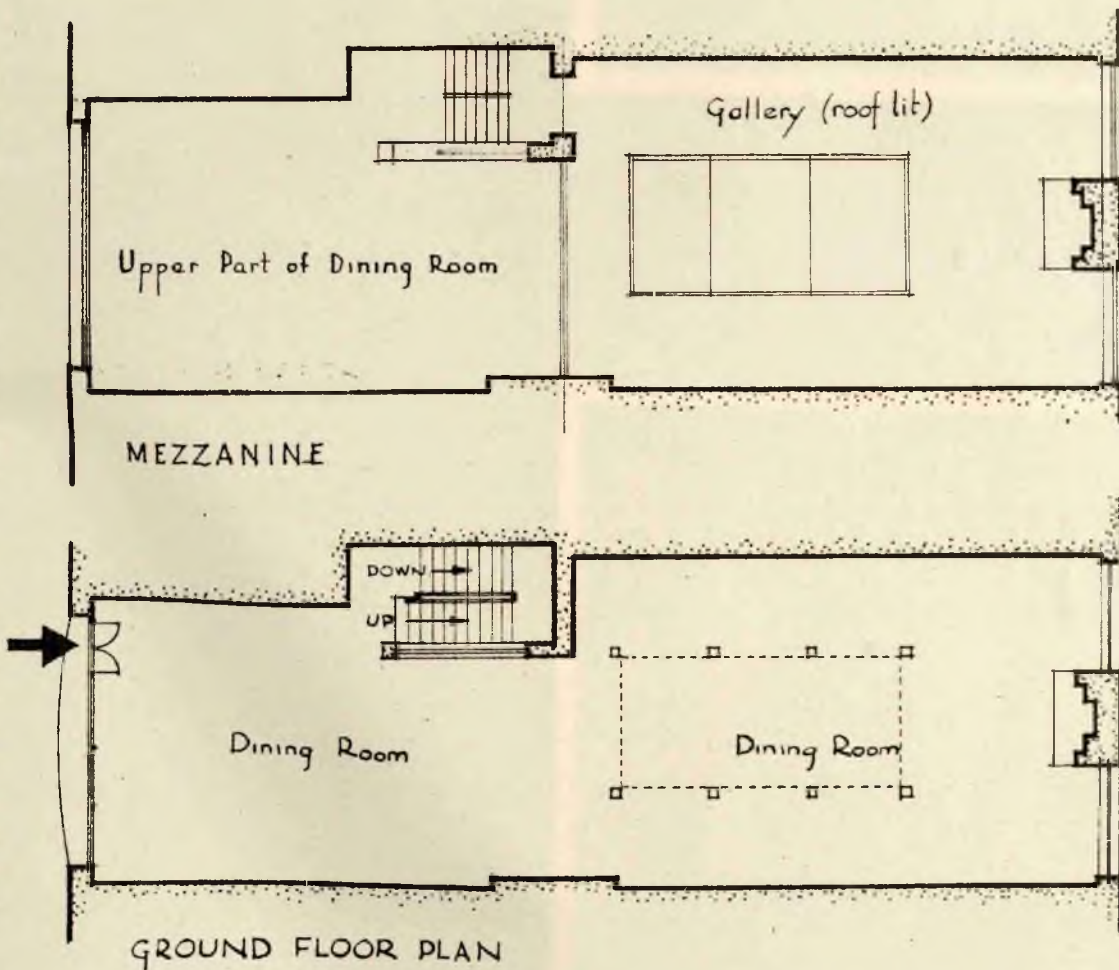 Gallery (roof lit)
Upper Part of Dining Room
MEZZANINE
DOWN
UP
Dining Room
Dining Room
GROUND FLOOR PLAN